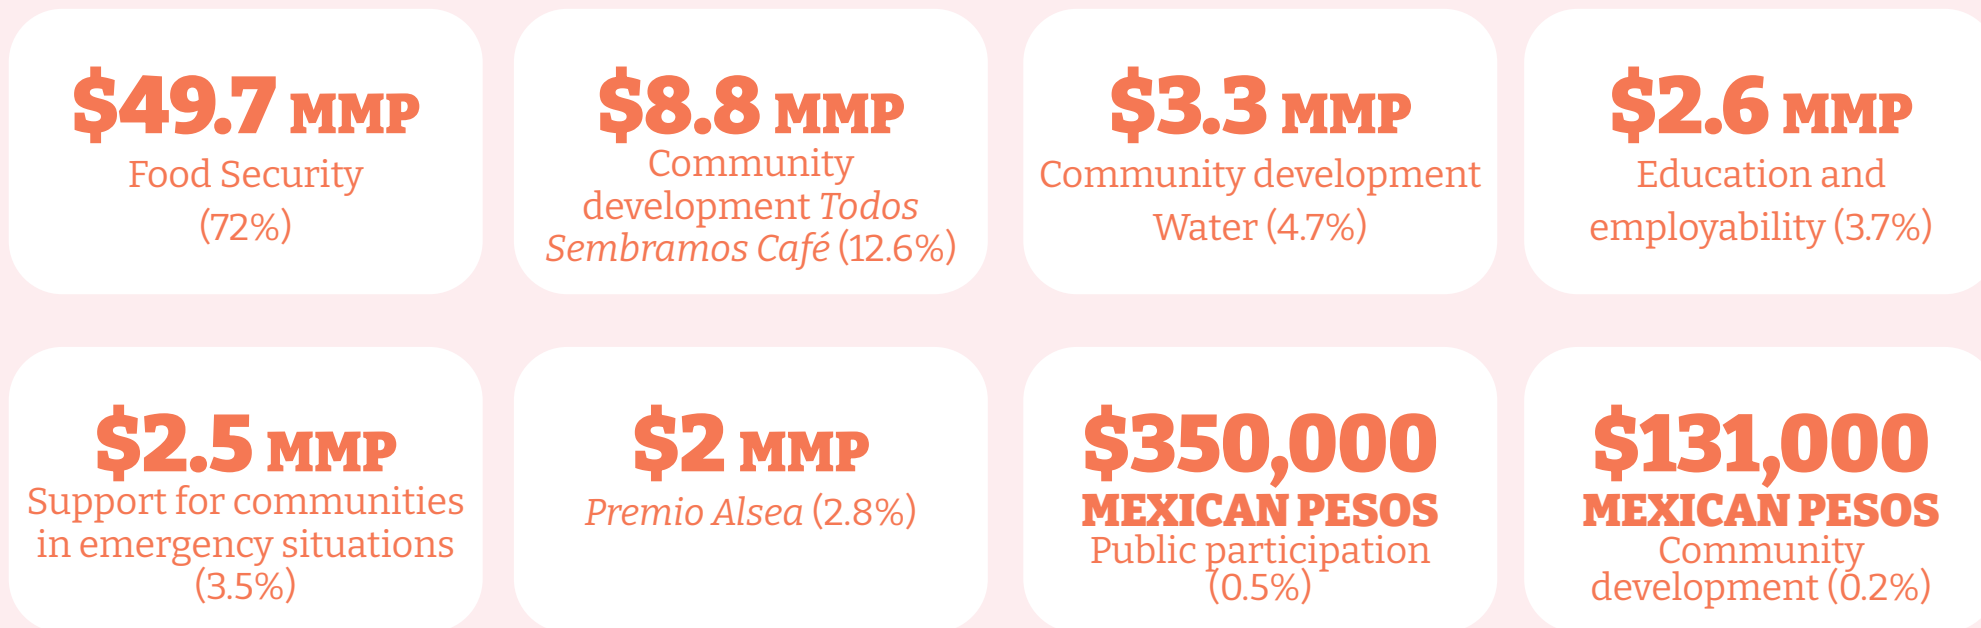 $49.7 MMP
Food Security
(72%)
$8.8 MMP
Community
development Todos
Sembramos Café (12.6%)
$3.3 MMP
Community development
Water (4.7%)
$2.6 MMP
Education and
employability (3.7%)
$2.5 MMP
Support for communities
in emergency situations
(3.5%)
$2 MMP
Premio Alsea (2.8%)
$350,000
MEXICAN PESOS
Public participation
(0.5%)
$131,000
MEXICAN PESOS
Community
development (0.2%)